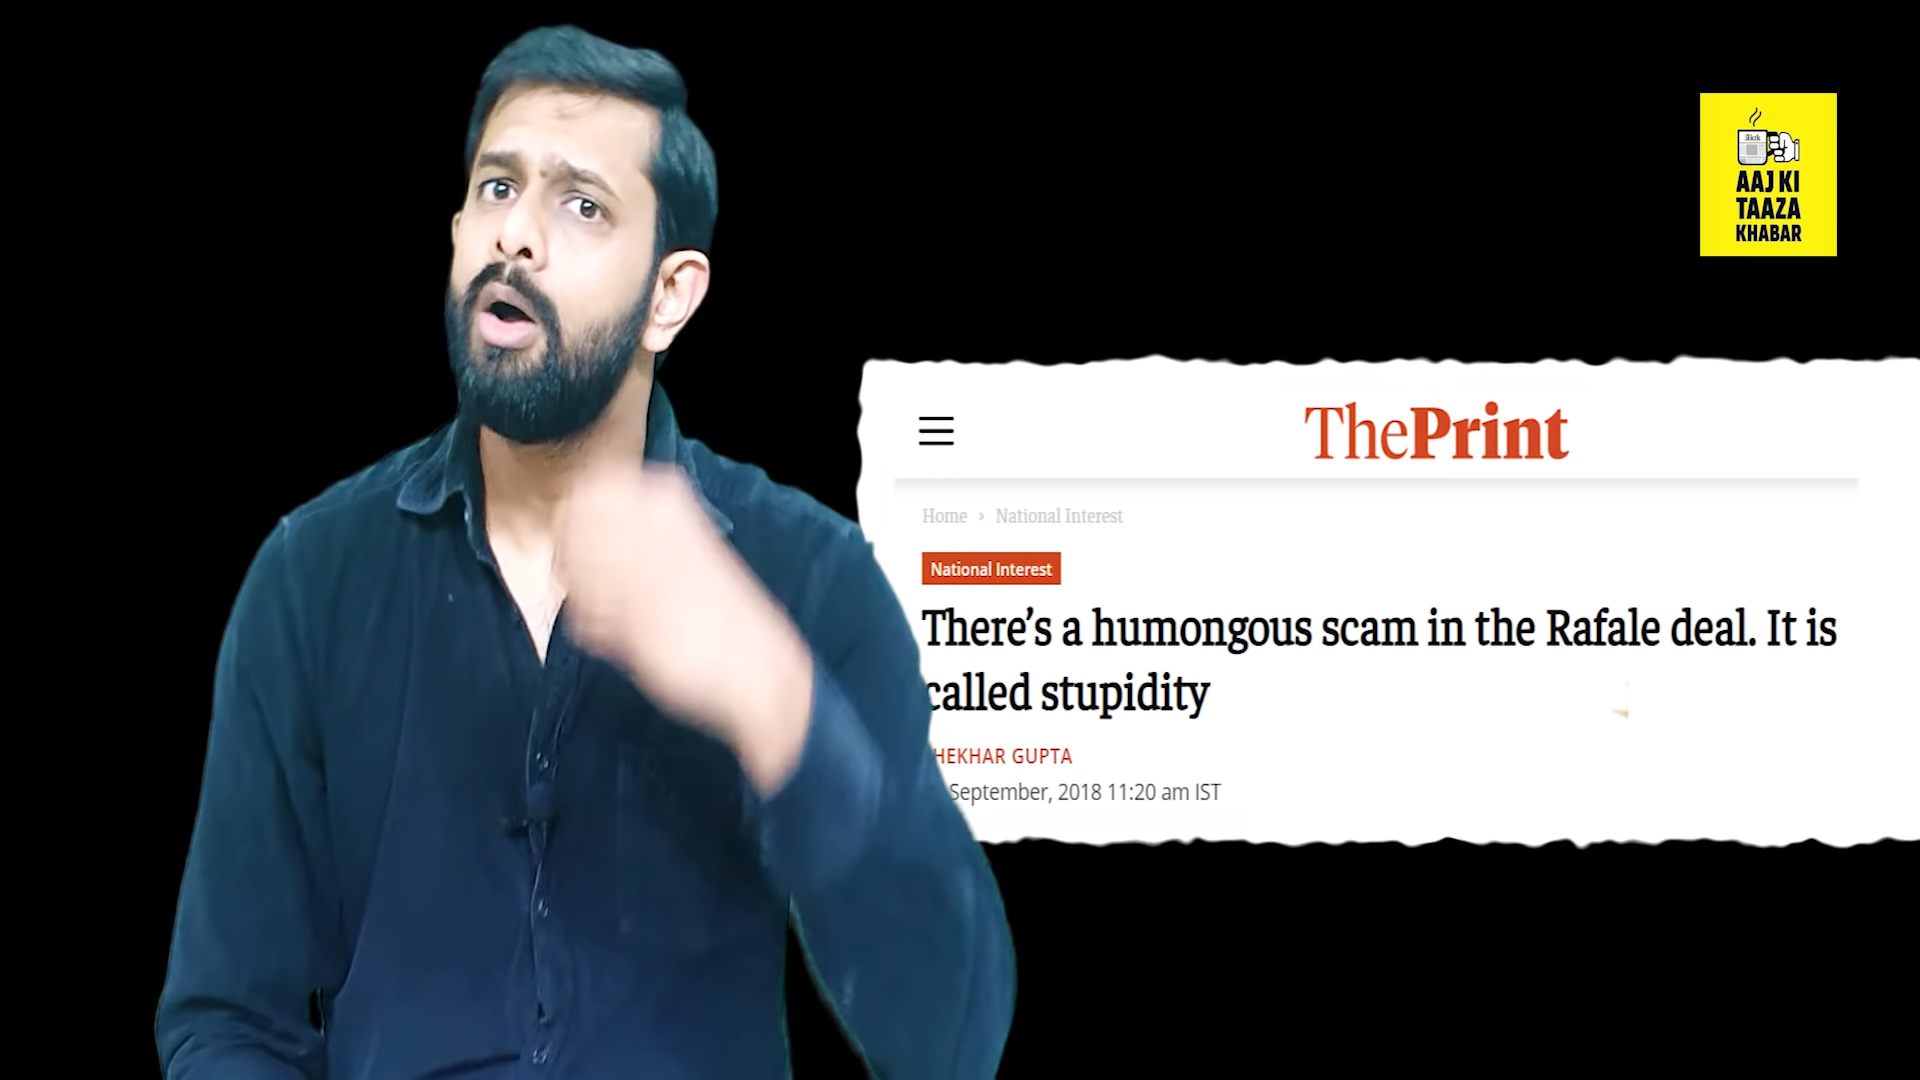 AAJ KI
TAAZA
KHABAR
ThePrint
Home › National Interest
National Interest
There's a humongous scam in the Rafale deal. It is
called stupidity
HEKHAR GUPTA
September, 2018 11:20 am IST